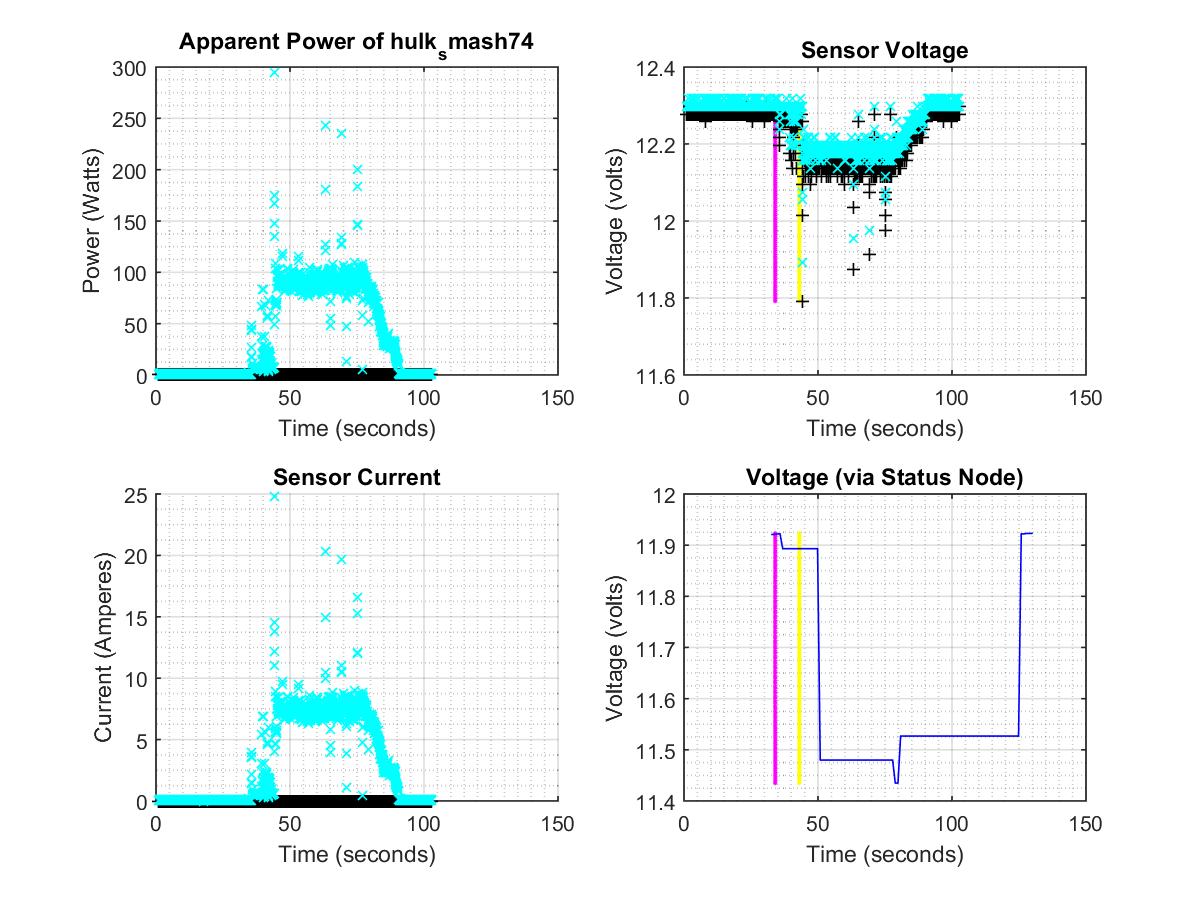 Apparent Power of hulksmash74
300
250
200
150
100
50
0
Power (Watts)
0 50 100 150
Time (seconds)
Sensor Voltage
12.4
12.2
12
11.8
11.6
Voltage (volts)
0 50 100 150
Time (seconds)
Sensor Current
25
20
15
10
5
0
Current (Amperes)
0 50 100 150
Time (seconds)
Voltage (via Status Node)
12
11.9
11.8
11.7
11.6
11.5
11.4
Voltage (volts)
0 50 100 150
Time (seconds)